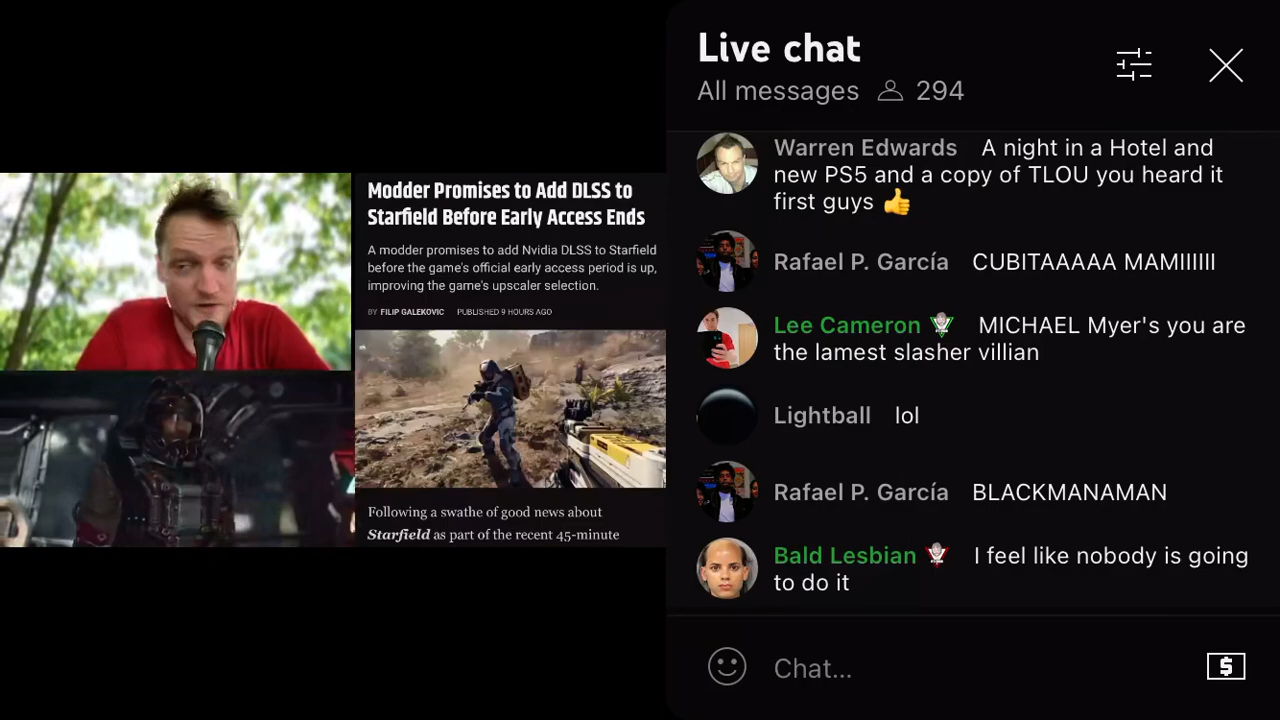 Modder Promises to Add DLSS to
Starfield Before Early Access Ends
A modder promises to add Nvidia DLSS to Starfield
before the game's official early access period is up,
improving the game's upscaler selection.
BY FILIP GALEKOVIC PUBLISHED 9 HOURS AGO
Following a swathe of good news about
Starfield as part of the recent 45-minute
Live chat
All messages 294
Warren Edwards A night in a Hotel and
new PS5 and a copy of TLOU you heard it
first guys 👍
Rafael P. García CUBITAAAAA MAMIIIIII
Lee Cameron MICHAEL Myer's you are
the lamest slasher villian
Lightball lol
Rafael P. García BLACKMANAMAN
Bald Lesbian I feel like nobody is going
to do it
Chat...
$